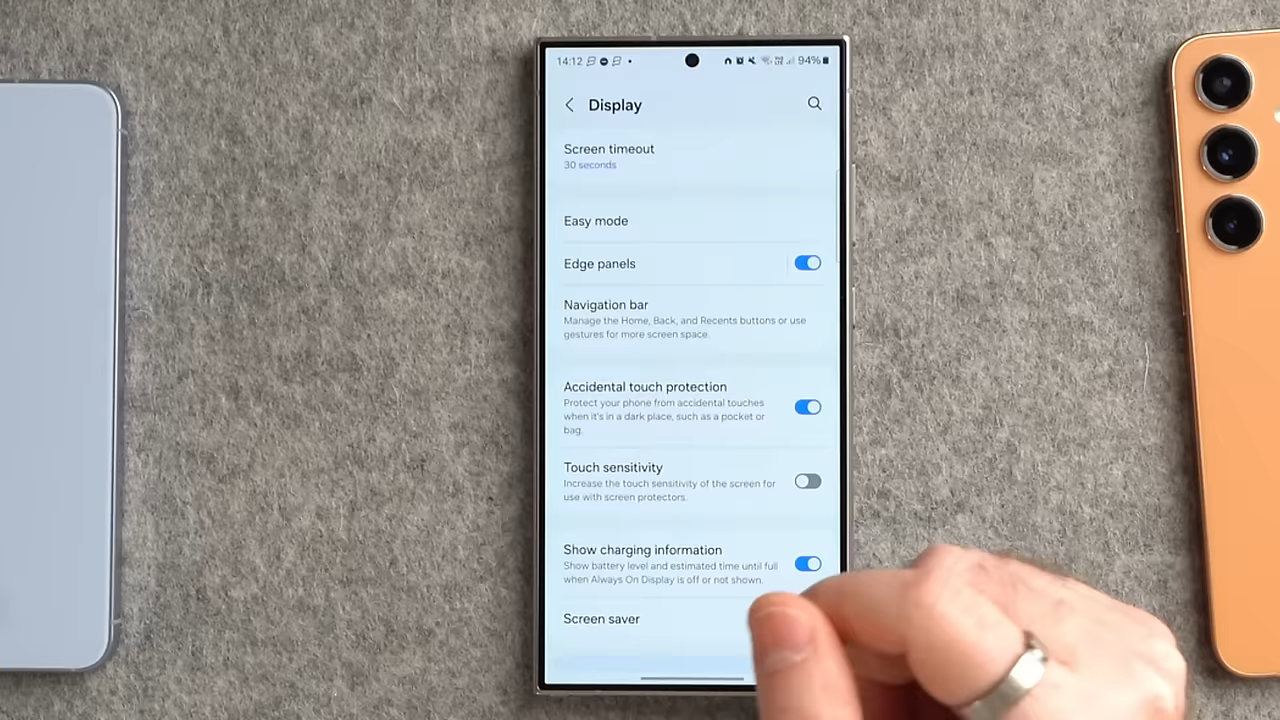 14:12 94%
Display
Screen timeout
30 seconds
Easy mode
Edge panels
Navigation bar
Manage the Home, Back, and Recents buttons or use
gestures for more screen space.
Accidental touch protection
Protect your phone from accidental touches
when it's in a dark place, such as a pocket or
bag.
Touch sensitivity
Increase the touch sensitivity of the screen for
use with screen protectors.
Show charging information
Show battery level and estimated time until full
when Always On Display is off or not shown.
Screen saver